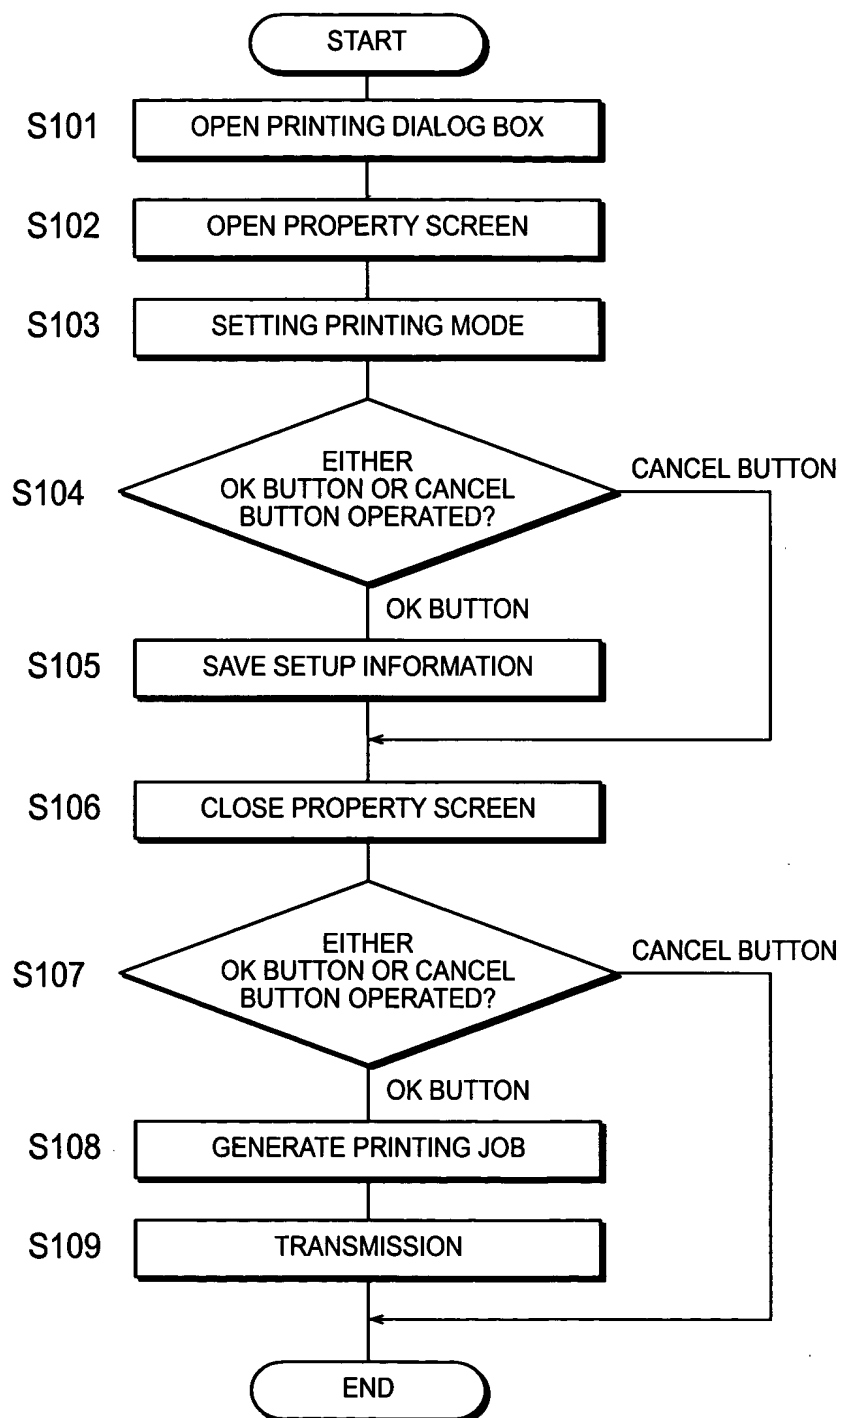 START
S101
OPEN PRINTING DIALOG BOX
S102
OPEN PROPERTY SCREEN
S103
SETTING PRINTING MODE
S104
EITHER
OK BUTTON OR CANCEL
BUTTON OPERATED?
CANCEL BUTTON
OK BUTTON
S105
SAVE SETUP INFORMATION
S106
CLOSE PROPERTY SCREEN
S107
EITHER
OK BUTTON OR CANCEL
BUTTON OPERATED?
CANCEL BUTTON
OK BUTTON
S108
GENERATE PRINTING JOB
S109
TRANSMISSION
END